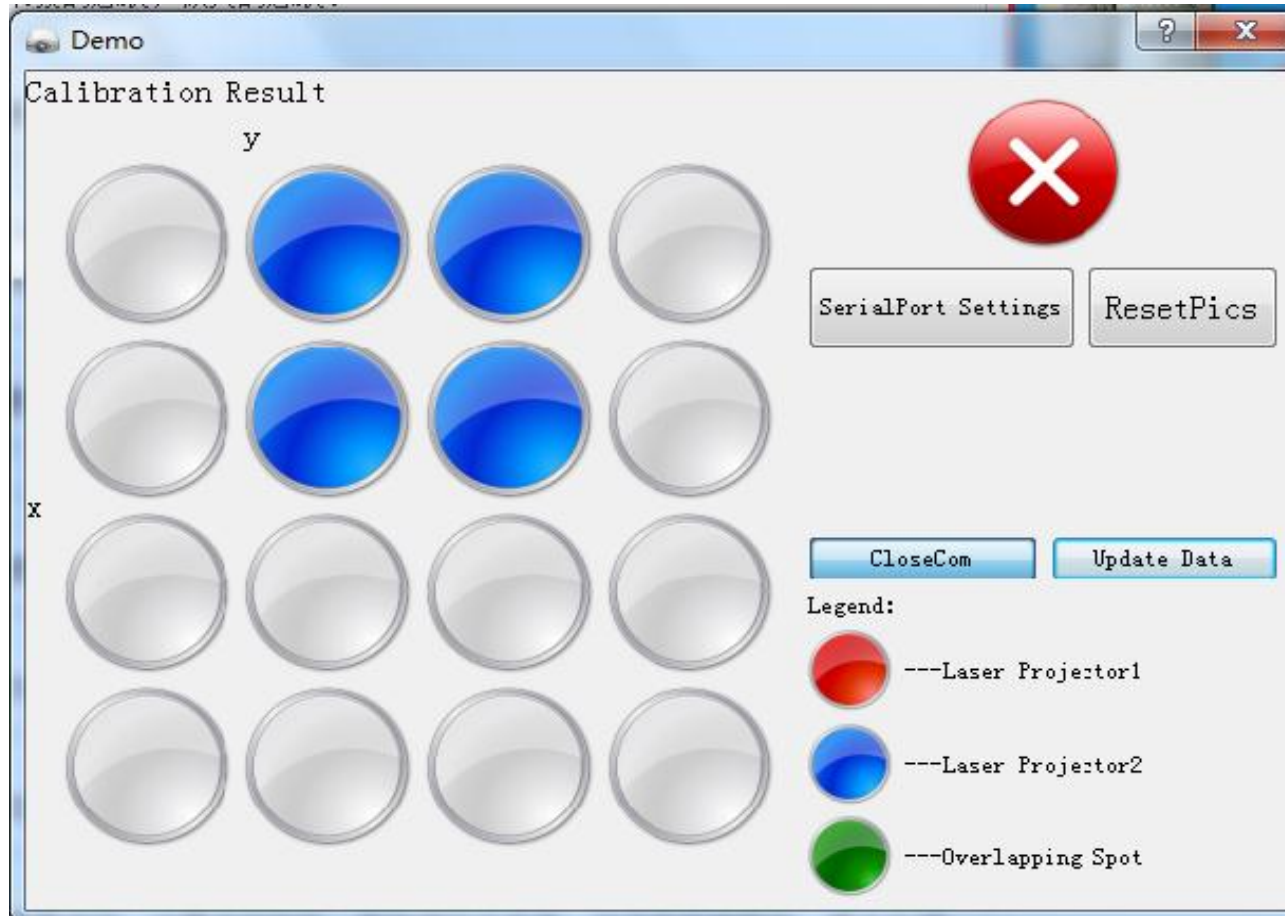 Demo
Calibration Result
y
x
SerialPort Settings
ResetPics
CloseCom
Update Data
Legend:
---Laser Projector1
---Laser Projector2
---Overlapping Spot